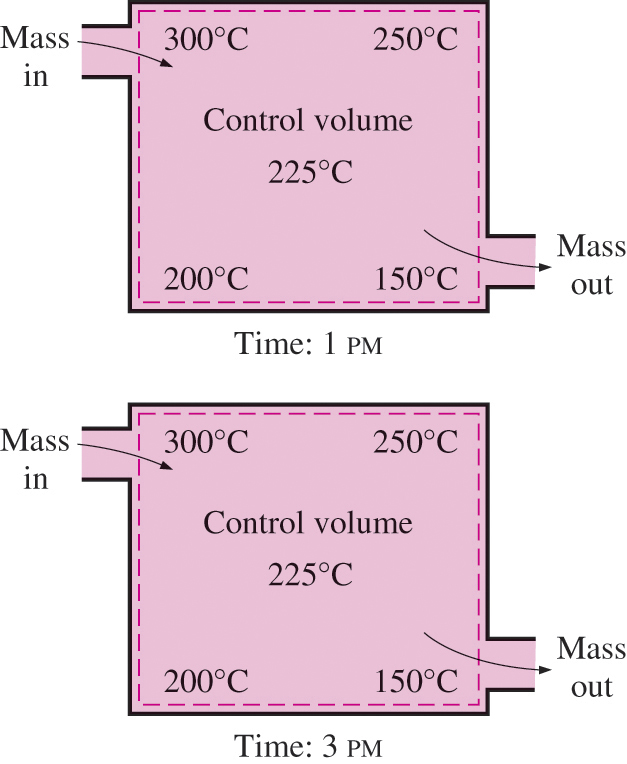 Mass in
300°C
250°C
Control volume
225°C
200°C
150°C
Mass out
Time: 1 PM
Mass in
300°C
250°C
Control volume
225°C
200°C
150°C
Mass out
Time: 3 PM